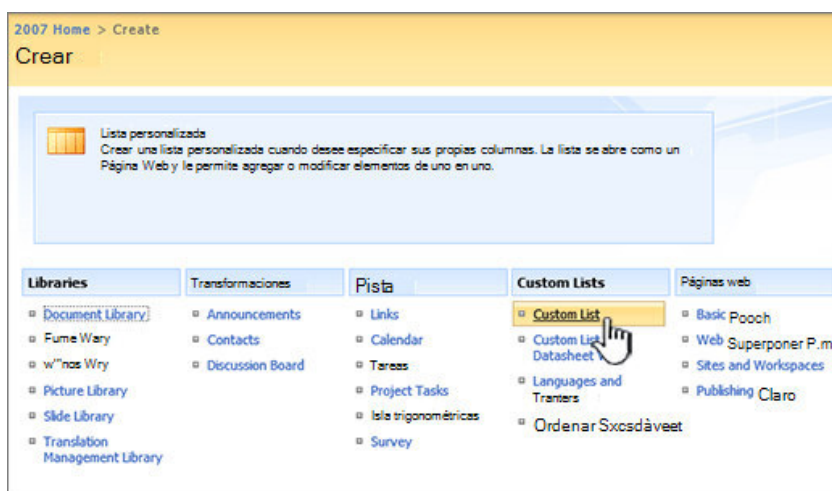 2007 Home > Create
Crear
Lista personalizada
Crear una lista personalizada cuando desee especificar sus propias columnas. La lista se abre como un
Página Web y le permite agregar o modificar elementos de uno en uno.
Libraries
Document Library
Fume Wary
w'"nos Wry
Picture Library
Slide Library
Translation
Management Library
Transformaciones
Announcements
Contacts
Discussion Board
Pista
Links
Calendar
Tareas
Project Tasks
Isla trigonométricas
Survey
Custom Lists
Custom List
Custom List
Datasheet
Languages and
Tranters
Ordenar Sxcsdàveet
Páginas web
Basic Pooch
Web Superponer P.m
Sites and Workspaces
Publishing Claro